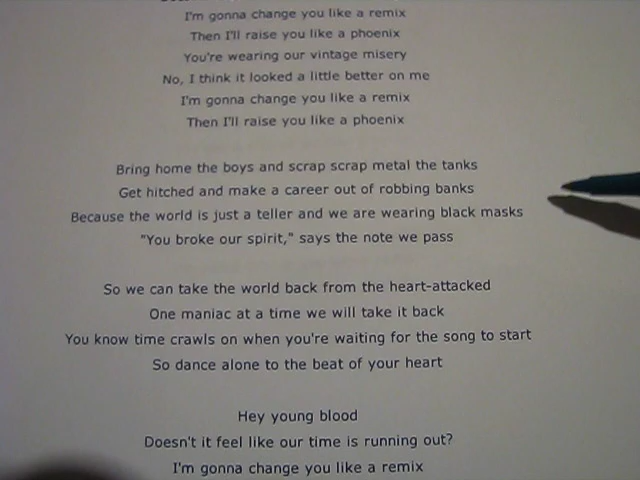 I'm gonna change you like a remix
Then I'll raise you like a phoenix
You're wearing our vintage misery
No, I think it looked a little better on me
I'm gonna change you like a remix
Then I'll raise you like a phoenix
Bring home the boys and scrap scrap metal the tanks
Get hitched and make a career out of robbing banks
Because the world is just a teller and we are wearing black masks
"You broke our spirit," says the note we pass
So we can take the world back from the heart-attacked
One maniac at a time we will take it back
You know time crawls on when you're waiting for the song to start
So dance alone to the beat of your heart
Hey young blood
Doesn't it feel like our time is running out?
I'm gonna change you like a remix